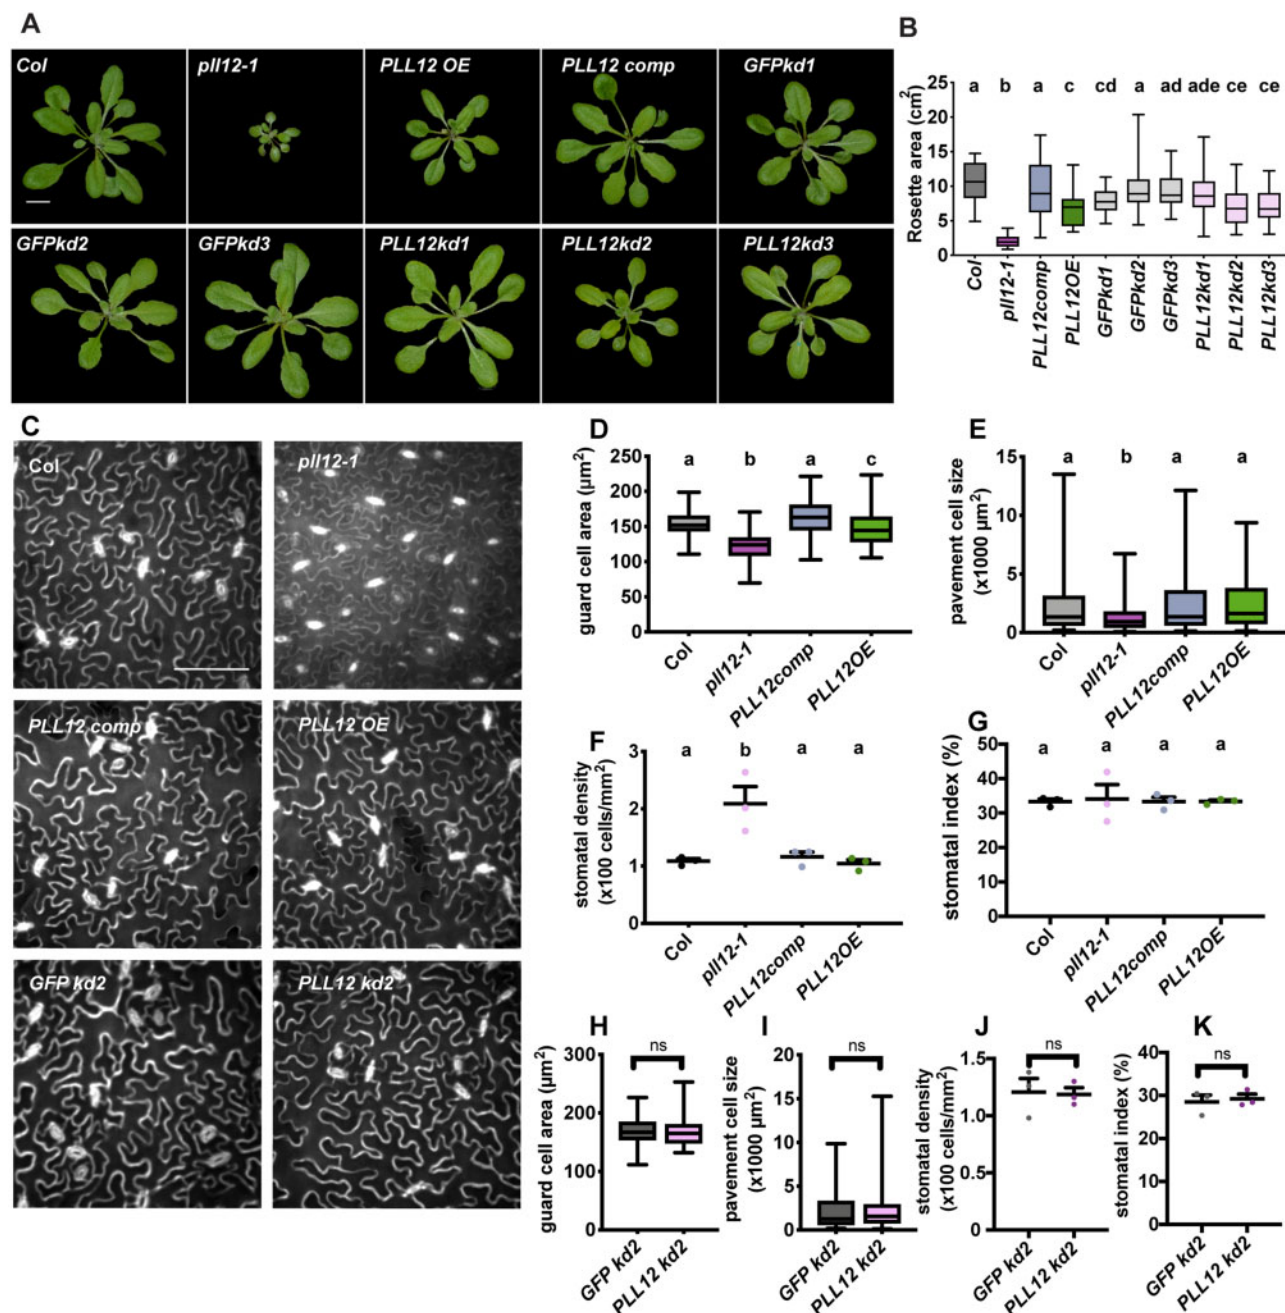 A
Col
pll12-1
PLL12 OE
PLL12 comp
GFPkd1
GFPkd2
GFPkd3
PLL12kd1
PLL12kd2
PLL12kd3
B
Rosette area (cm²)
25
20
15
10
5
0
a b a c cd a ad ade ce ce
Col
pll12-1
PLL12comp
PLL12OE
GFPkd1
GFPkd2
GFPkd3
PLL12kd1
PLL12kd2
PLL12kd3
C
Col
pll12-1
PLL12 comp
PLL12 OE
GFP kd2
PLL12 kd2
D
guard cell area (µm²)
250
200
150
100
50
0
a b a c
Col
pll12-1
PLL12comp
PLL12OE
E
pavement cell size
(x1000 µm²)
15
10
5
0
a b a a
Col
pll12-1
PLL12comp
PLL12OE
F
stomatal density
(x100 cells/mm²)
3
2
1
0
a b a a
Col
pll12-1
PLL12comp
PLL12OE
G
stomatal index (%)
50
40
30
20
10
0
a a a a
Col
pll12-1
PLL12comp
PLL12OE
H
guard cell area (µm²)
300
200
100
0
ns
GFP kd2
PLL12 kd2
I
pavement cell size
(x1000 µm²)
20
15
10
5
0
ns
GFP kd2
PLL12 kd2
J
stomatal density
(x100 cells/mm²)
1.5
1.0
0.5
0
ns
GFP kd2
PLL12 kd2
K
stomatal index (%)
40
30
20
10
0
ns
GFP kd2
PLL12 kd2